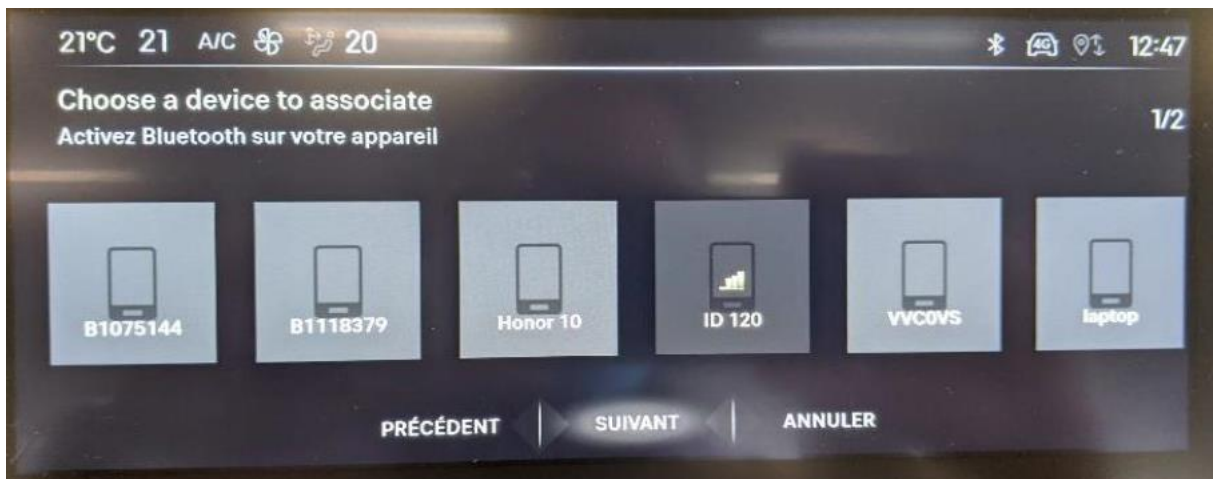 21°C 21 A/C 20 4G 12:47
Choose a device to associate
1/2
Activez Bluetooth sur votre appareil
B1075144 B1118379 Honor 10 ID 120 VVC0VS laptop
PRÉCÉDENT SUIVANT ANNULER